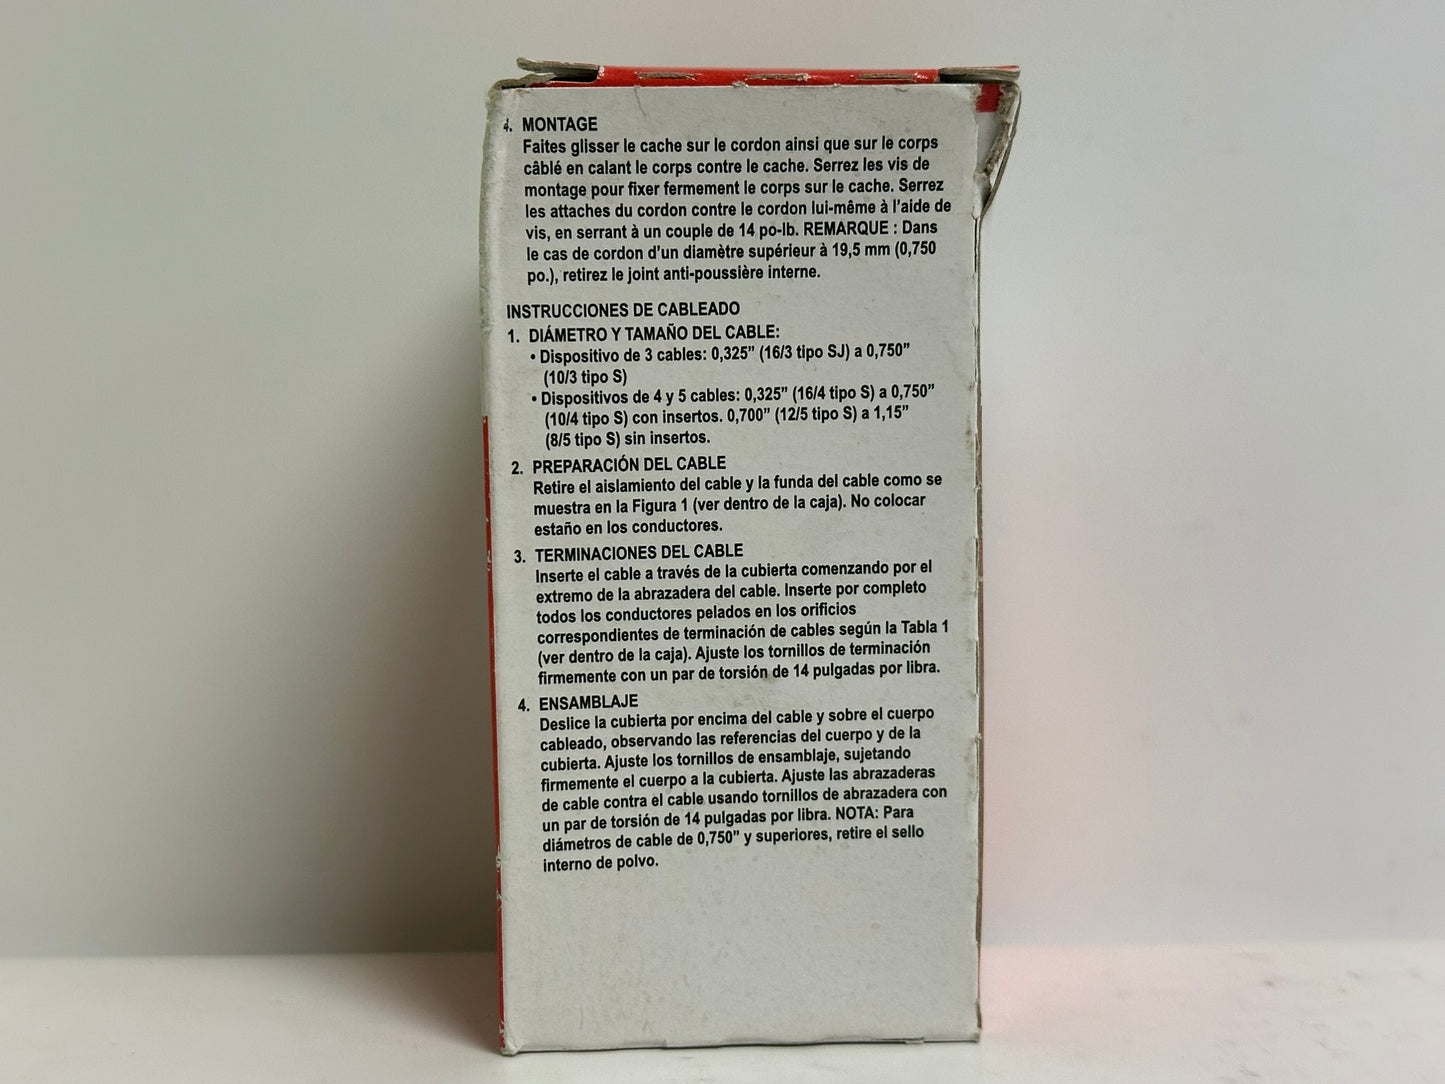 4. MONTAGE
Faites glisser le cache sur le cordon ainsi que sur le corps
câblé en calant le corps contre le cache. Serrez les vis de
montage pour fixer fermement le corps sur le cache. Serrez
les attaches du cordon contre le cordon lui-même à l'aide de
vis, en serrant à un couple de 14 po-lb. REMARQUE : Dans
le cas de cordon d'un diamètre supérieur à 19,5 mm (0,750
po.), retirez le joint anti-poussière interne.
INSTRUCCIONES DE CABLEADO
1. DIÁMETRO Y TAMAÑO DEL CABLE:
• Dispositivo de 3 cables: 0,325” (16/3 tipo SJ) a 0,750”
(10/3 tipo S)
• Dispositivos de 4 y 5 cables: 0,325” (16/4 tipo S) a 0,750”
(10/4 tipo S) con insertos. 0,700” (12/5 tipo S) a 1,15”
(8/5 tipo S) sin insertos.
2. PREPARACIÓN DEL CABLE
Retire el aislamiento del cable y la funda del cable como se
muestra en la Figura 1 (ver dentro de la caja). No colocar
estaño en los conductores.
3. TERMINACIONES DEL CABLE
Inserte el cable a través de la cubierta comenzando por el
extremo de la abrazadera del cable. Inserte por completo
todos los conductores pelados en los orificios
correspondientes de terminación de cables según la Tabla 1
(ver dentro de la caja). Ajuste los tornillos de terminación
firmemente con un par de torsión de 14 pulgadas por libra.
4. ENSAMBLAJE
Deslice la cubierta por encima del cable y sobre el cuerpo
cableado, observando las referencias del cuerpo y de la
cubierta. Ajuste los tornillos de ensamblaje, sujetando
firmemente el cuerpo a la cubierta. Ajuste las abrazaderas
de cable contra el cable usando tornillos de abrazadera con
un par de torsión de 14 pulgadas por libra. NOTA: Para
diámetros de cable de 0,750” y superiores, retire el sello
interno de polvo.